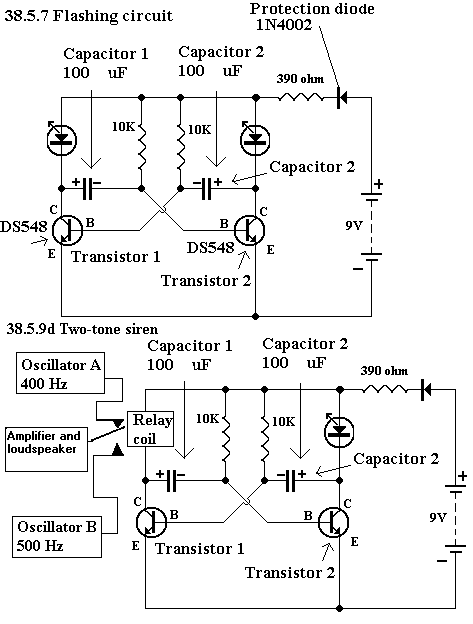 38.5.7 Flashing circuit
Protection diode
1N4002
Capacitor 1
100 uF
Capacitor 2
100 uF
390 ohm
10K
10K
+ -
- +
Capacitor 2
+
9V
-
C
B
E
DS548
Transistor 1
C
B
E
DS548
Transistor 2
38.5.9d Two-tone siren
Oscillator A
400 Hz
Capacitor 1
100 uF
Capacitor 2
100 uF
390 ohm
Relay
coil
10K
10K
Amplifier and
loudspeaker
+ -
- +
Capacitor 2
+
9V
-
Oscillator B
500 Hz
C
B
E
Transistor 1
C
B
E
Transistor 2